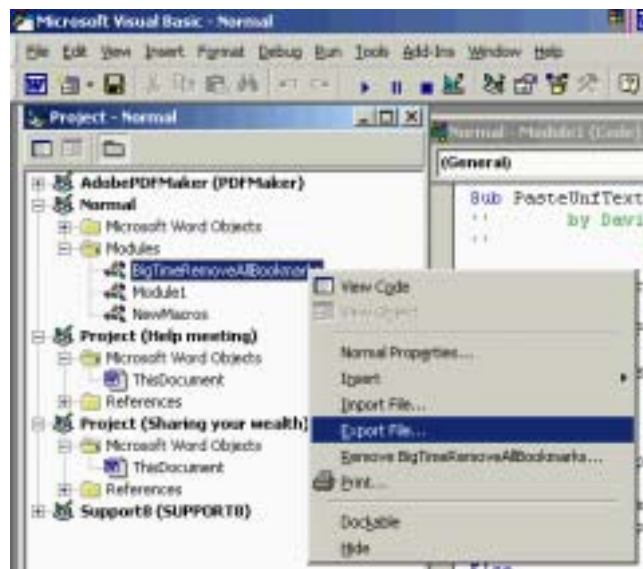 Microsoft Visual Basic - Normal
File Edit View Insert Format Debug Run Tools Add-Ins Window Help
Project - Normal
Normal - Module1 (Code)
(General)
AdobePDFMaker (PDFMaker)
Normal
Microsoft Word Objects
Modules
BigTimeRemoveAllBookmarks
Module1
NewMacros
Project (Help meeting)
Microsoft Word Objects
ThisDocument
References
Project (Sharing your wealth)
Microsoft Word Objects
ThisDocument
References
Support8 (SUPPORT8)
Sub PasteUnfText
'' by Davi
''
View Code
View Object
Normal Properties...
Insert
Import File...
Export File...
Remove BigTimeRemoveAllBookmarks...
Print...
Dockable
Hide
Else